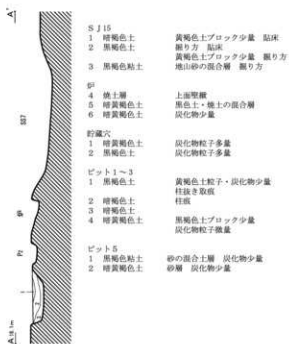 SJ15
1 暗褐色土 黄褐色土ブロック少量 貼床
2 黒褐色土 掘り方 貼床
黄褐色土ブロック少量 掘り方
3 黒褐色粘土 地山砂の混合層 掘り方
炉
4 焼土層 上面堅緻
5 暗黄褐色土 黒色土・焼土の混合層
6 暗黄褐色土 炭化物少量
貯蔵穴
1 暗黄褐色土 炭化物粒子多量
2 黒褐色土 炭化物粒子多量
ピット1~3
1 黒褐色土 黄褐色土粒子・炭化物少量
柱抜き取痕
2 暗褐色土 柱痕
3 暗褐色土
4 暗黄褐色土 黒褐色土ブロック少量
炭化物粒子微量
ピット5
1 黒褐色粘土 砂の混合土層 炭化物少量
2 暗黄褐色土 砂層 炭化物少量
A'
SS7
炉
P2
1
A 18.1m